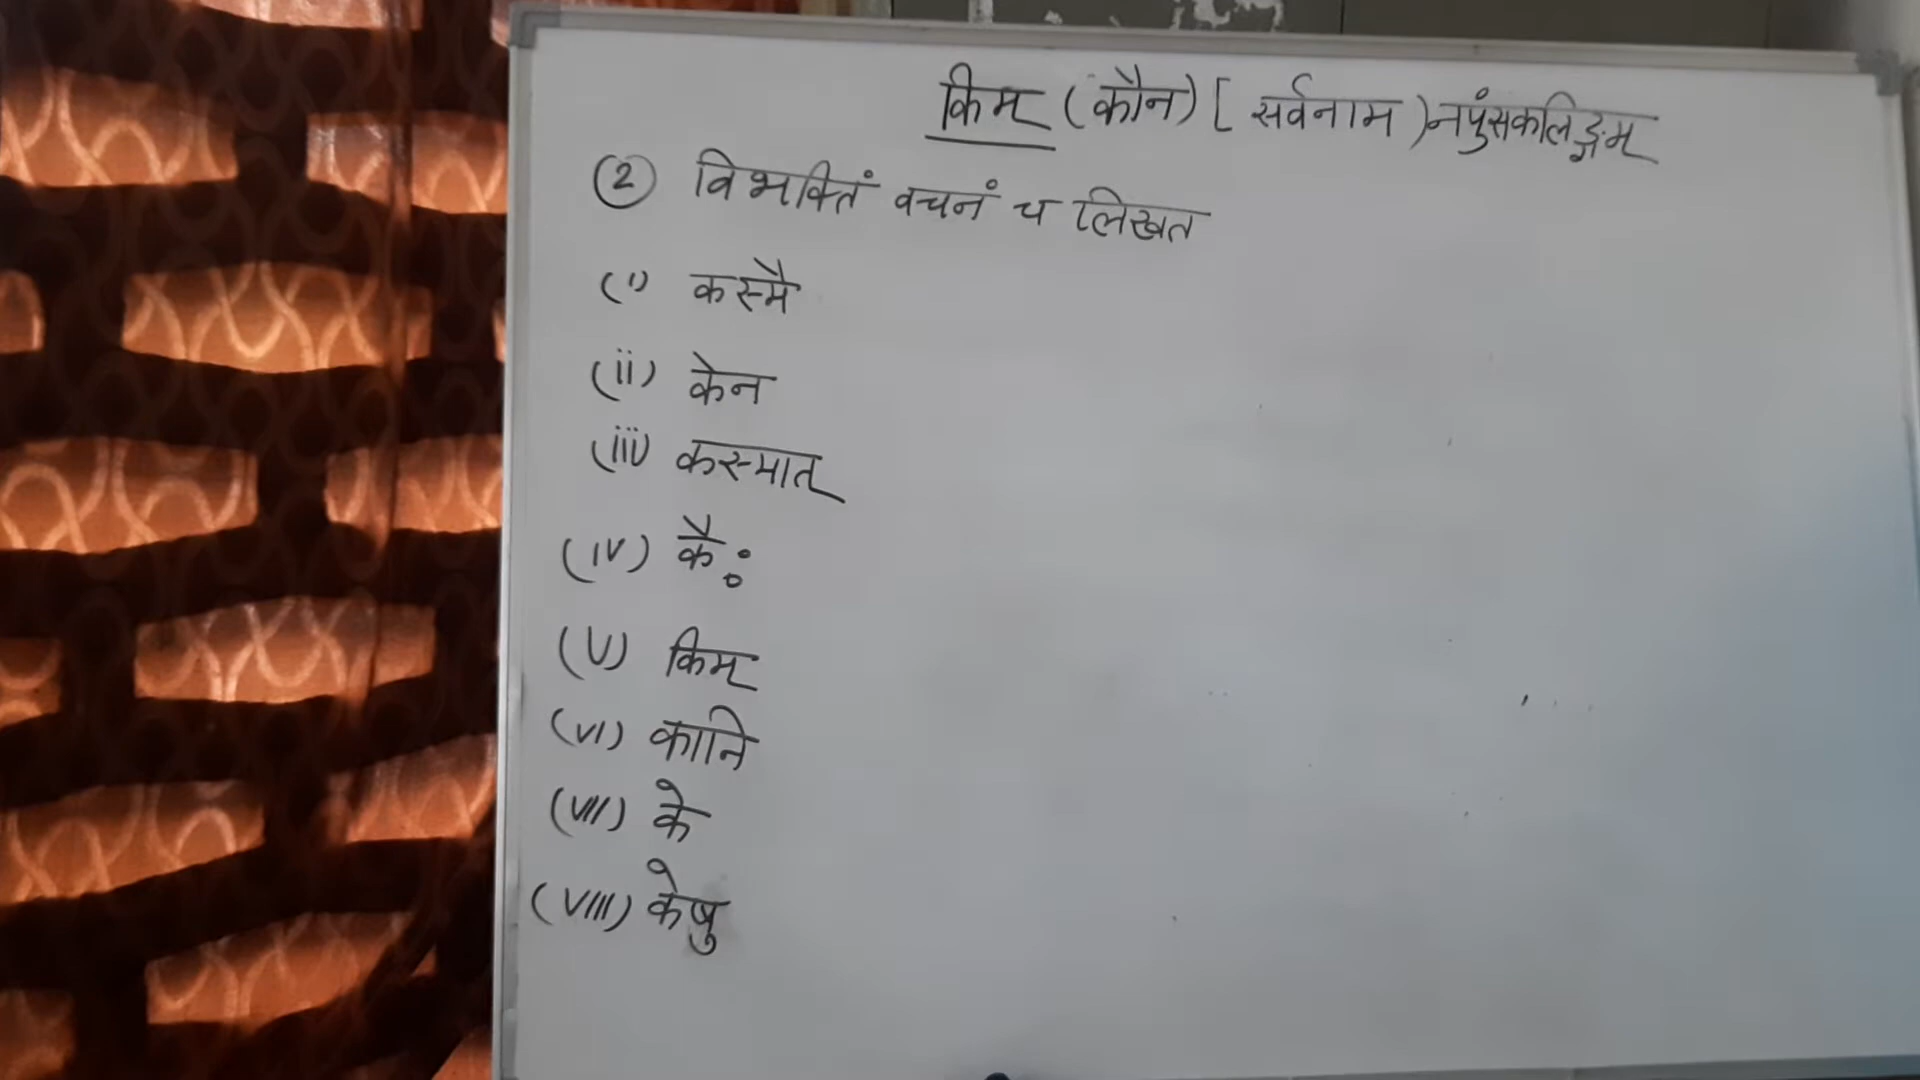 किम् (कौन) [ सर्वनाम ) नपुंसकलिङ्गम्
(2) विभक्तिं वचनं च लिखत
(i) कस्मै
(ii) केन
(iii) कस्मात्
(iv) कैः
(v) किम्
(vi) कानि
(vii) के
(viii) केषु